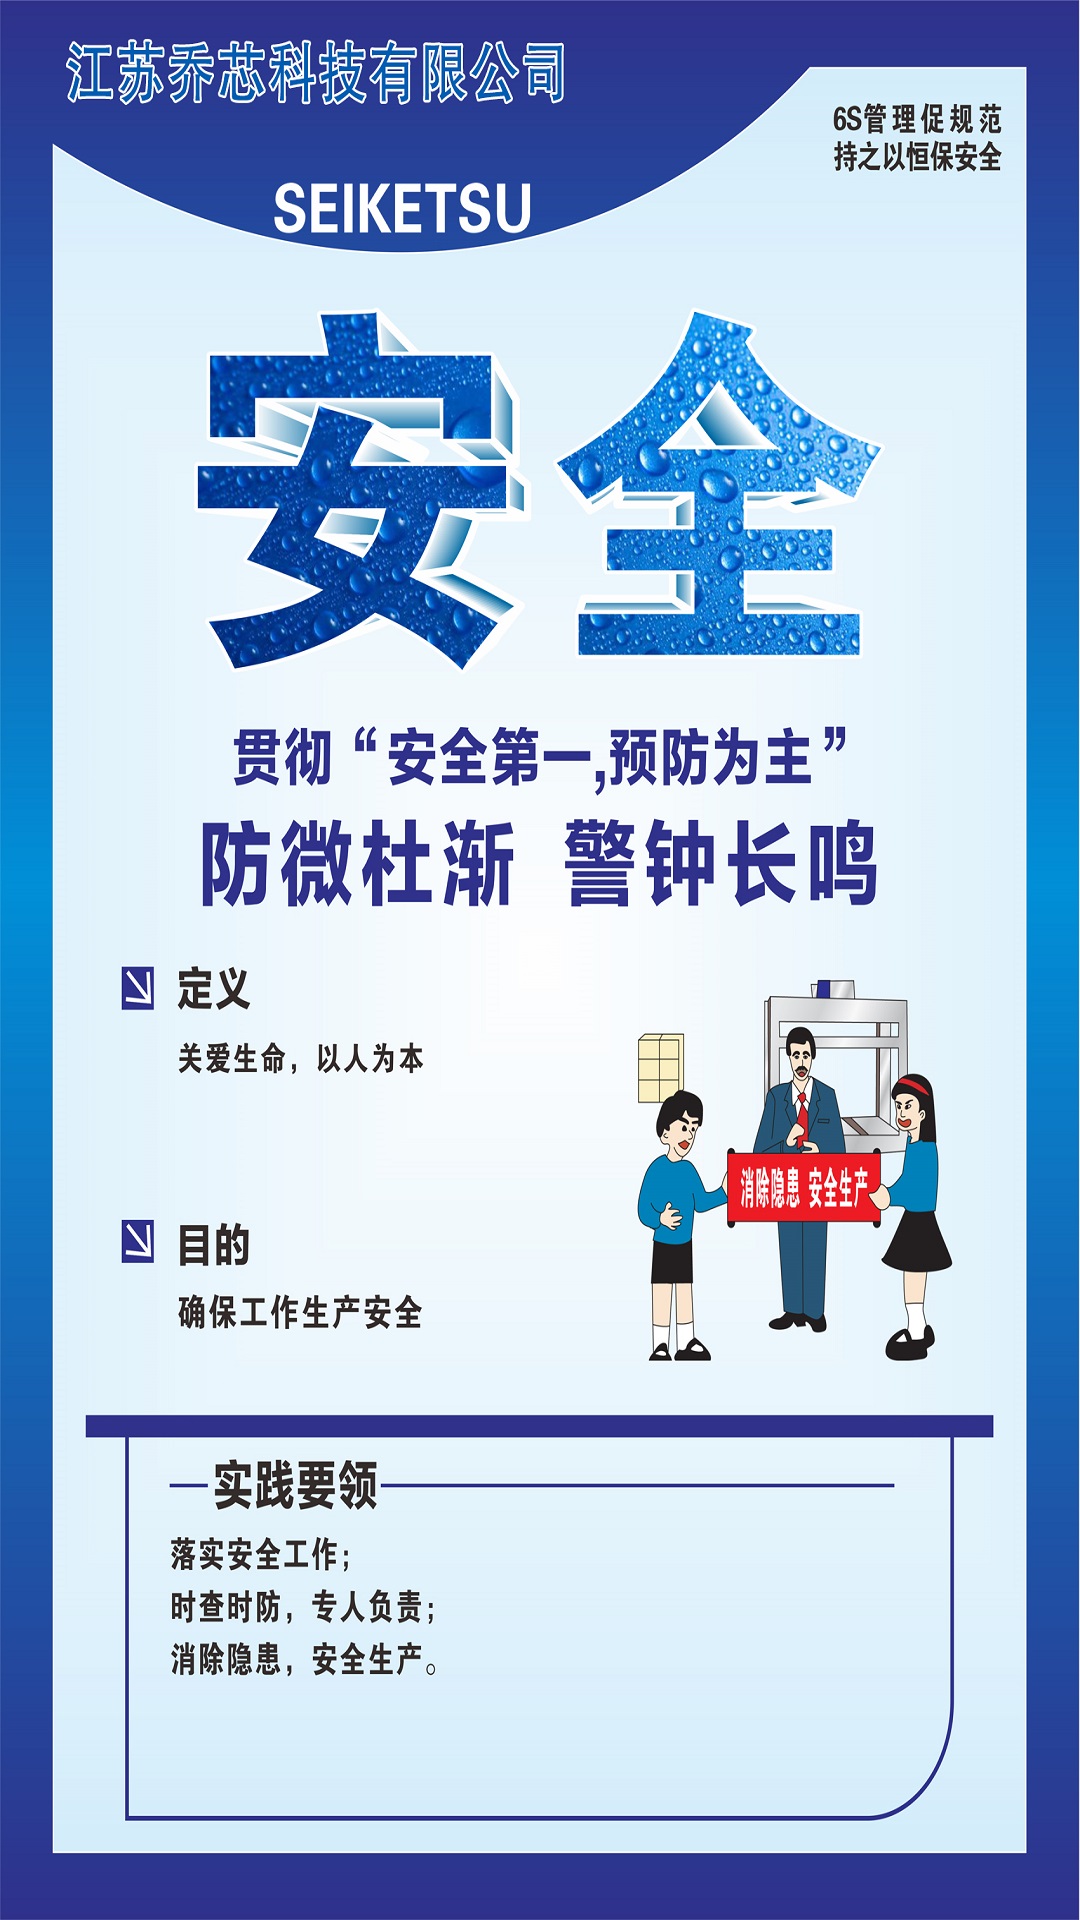 江苏乔芯科技有限公司
6S管理促规范
持之以恒保安全
SEIKETSU
安全
贯彻“安全第一,预防为主”
防微杜渐 警钟长鸣
定义
关爱生命，以人为本
消除隐患 安全生产
目的
确保工作生产安全
实践要领
落实安全工作；
时查时防，专人负责；
消除隐患，安全生产。